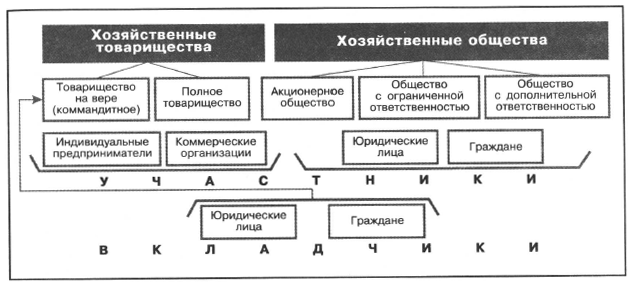 Хозяйственные
товарищества
Хозяйственные общества
Товарищество
на вере
(коммандитное)
Полное
товарищество
Акционерное
общество
Общество
с ограниченной
ответственностью
Общество
с дополнительной
ответственностью
Индивидуальные
предприниматели
Коммерческие
организации
Юридические
лица
Граждане
У Ч А С Т Н И К И
Юридические
лица
Граждане
В К Л А Д Ч И К И